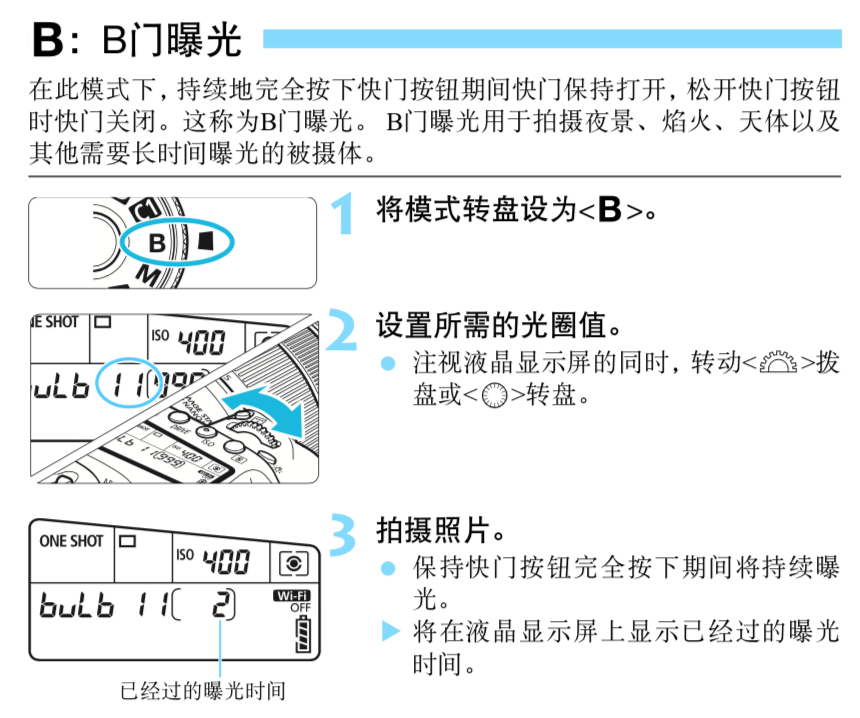 B：B门曝光
在此模式下，持续地完全按下快门按钮期间快门保持打开，松开快门按钮
时快门关闭。这称为B门曝光。 B门曝光用于拍摄夜景、焰火、天体以及
其他需要长时间曝光的被摄体。
1 将模式转盘设为<B>。
C1
B
M
2 设置所需的光圈值。
● 注视液晶显示屏的同时，转动< >拨
盘或< >转盘。
E SHOT
ISO 400
buLb 11(999)
DRIVE
ISO
ISO 400
Lb 11(999)
3 拍摄照片。
● 保持快门按钮完全按下期间将持续曝
光。
▶ 将在液晶显示屏上显示已经过的曝光
时间。
ONE SHOT
ISO 400
buLb 11( 2)
Wi-Fi
OFF
已经过的曝光时间